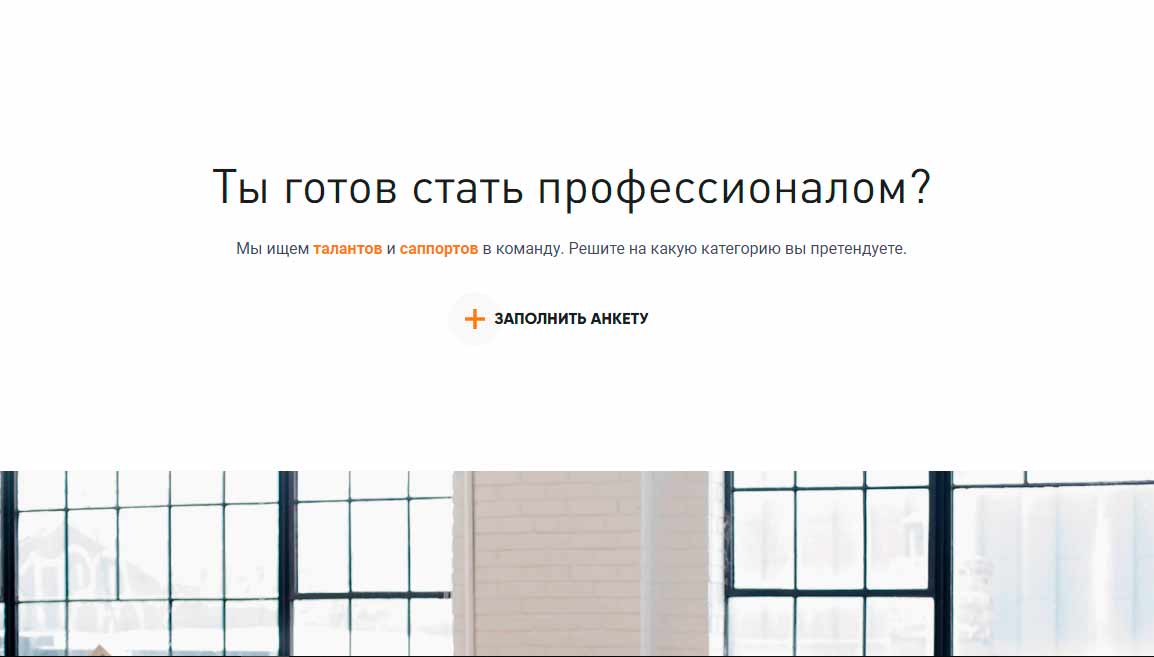 Ты готов стать профессионалом?
Мы ищем талантов и саппортов в команду. Решите на какую категорию вы претендуете.
ЗАПОЛНИТЬ АНКЕТУ